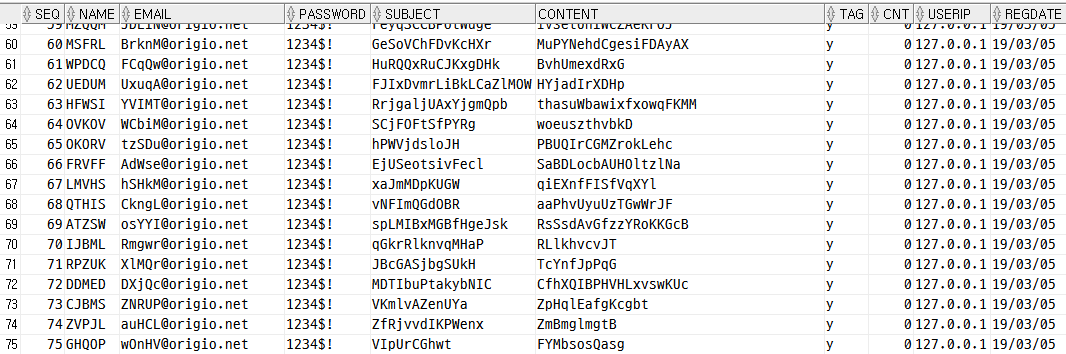 SEQ NAME EMAIL PASSWORD SUBJECT CONTENT TAG CNT USERIP REGDATE
60 60 MSFRL BrknM@origio.net 1234$! GeSoVChFDvKcHXr MuPYNehdCgesiFDAyAX y 0 127.0.0.1 19/03/05
61 61 WPDCQ FCqQw@origio.net 1234$! HuRQQxRuCJKxgDHk BvhUmexdRxG y 0 127.0.0.1 19/03/05
62 62 UEDUM UxuqA@origio.net 1234$! FJIxDvmrLiBkLCaZlMOW HYjadIrXDHp y 0 127.0.0.1 19/03/05
63 63 HFWSI YVIMT@origio.net 1234$! RrjgaljUAxYjgmQpb thasuWbawixfxowqFKMM y 0 127.0.0.1 19/03/05
64 64 OVKOV WCbiM@origio.net 1234$! SCjFOFtSfPYRg woeuszthvbkD y 0 127.0.0.1 19/03/05
65 65 OKORV tzSDu@origio.net 1234$! hPWVjdsloJH PBUQIrCGMZrokLehc y 0 127.0.0.1 19/03/05
66 66 FRVFF AdWse@origio.net 1234$! EjUSeotsivFecl SaBDLocbAUHOltzlNa y 0 127.0.0.1 19/03/05
67 67 LMVHS hSHkM@origio.net 1234$! xaJmMDpKUGW qiEXnfFISfVqXYl y 0 127.0.0.1 19/03/05
68 68 QTHIS CkngL@origio.net 1234$! vNFImQGdOBR aaPhvUyuUzTGwWrJF y 0 127.0.0.1 19/03/05
69 69 ATZSW osYYI@origio.net 1234$! spLMIBxMGBfHgeJsk RsSsdAvGfzzYRoKKGcB y 0 127.0.0.1 19/03/05
70 70 IJBML Rmgwr@origio.net 1234$! qGkrRlknvqMHaP RLlkhvcvJT y 0 127.0.0.1 19/03/05
71 71 RPZUK XlMQr@origio.net 1234$! JBcGASjbgSUkH TcYnfJpPqG y 0 127.0.0.1 19/03/05
72 72 DDMED DXjQc@origio.net 1234$! MDTIbuPtakybNIC CfhXQIBPHVHLxvswKUc y 0 127.0.0.1 19/03/05
73 73 CJBMS ZNRUP@origio.net 1234$! VKmlvAZenUYa ZpHqlEafgKcgbt y 0 127.0.0.1 19/03/05
74 74 ZVPJL auHCL@origio.net 1234$! ZfRjvvdIKPWenx ZmBmglmgtB y 0 127.0.0.1 19/03/05
75 75 GHQOP wOnHV@origio.net 1234$! VIpUrCGhwt FYMbsosQasg y 0 127.0.0.1 19/03/05